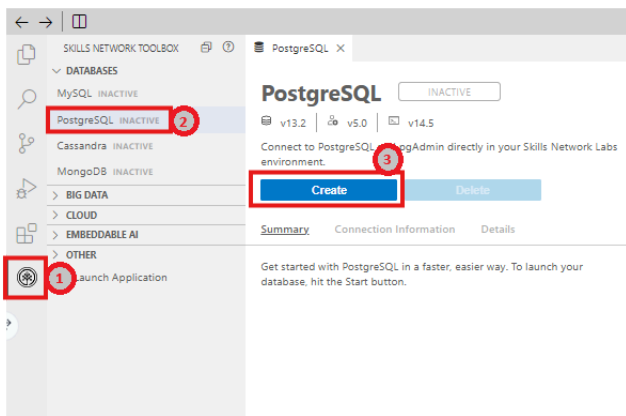 SKILLS NETWORK TOOLBOX
PostgreSQL
DATABASES
MySQL INACTIVE
PostgreSQL INACTIVE
2
Cassandra INACTIVE
MongoDB INACTIVE
BIG DATA
CLOUD
EMBEDDABLE AI
OTHER
1
Launch Application
PostgreSQL INACTIVE
v13.2 v5.0 v14.5
Connect to PostgreSQL pgAdmin directly in your Skills Network Labs
environment.
3
Create Delete
Summary Connection Information Details
Get started with PostgreSQL in a faster, easier way. To launch your
database, hit the Start button.